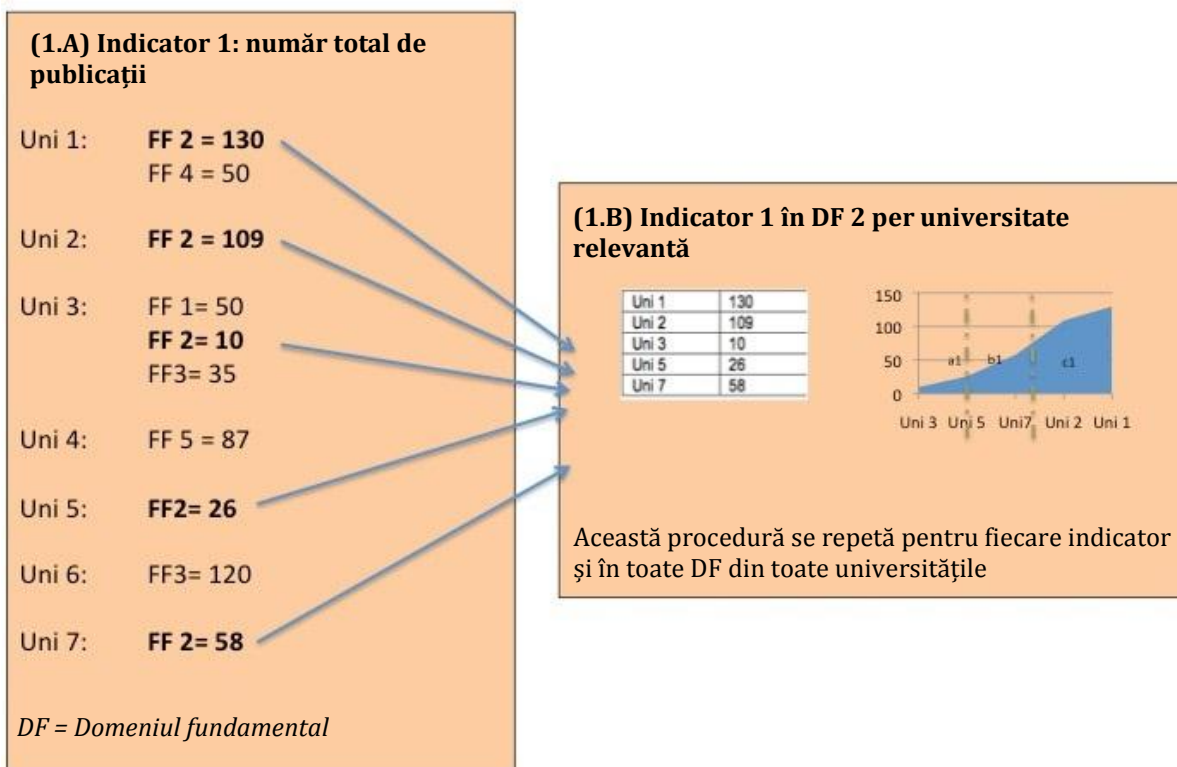 (1.A) Indicator 1: număr total de
publicații
Uni 1: FF 2 = 130
FF 4 = 50
Uni 2: FF 2 = 109
Uni 3: FF 1= 50
FF 2= 10
FF3= 35
Uni 4: FF 5 = 87
Uni 5: FF2= 26
Uni 6: FF3= 120
Uni 7: FF 2= 58
DF = Domeniul fundamental
(1.B) Indicator 1 în DF 2 per universitate
relevantă
Uni 1 130
Uni 2 109
Uni 3 10
Uni 5 26
Uni 7 58
150
100
50
0
a1 b1 c1
Uni 3 Uni 5 Uni7 Uni 2 Uni 1
Această procedură se repetă pentru fiecare indicator
și în toate DF din toate universitățile